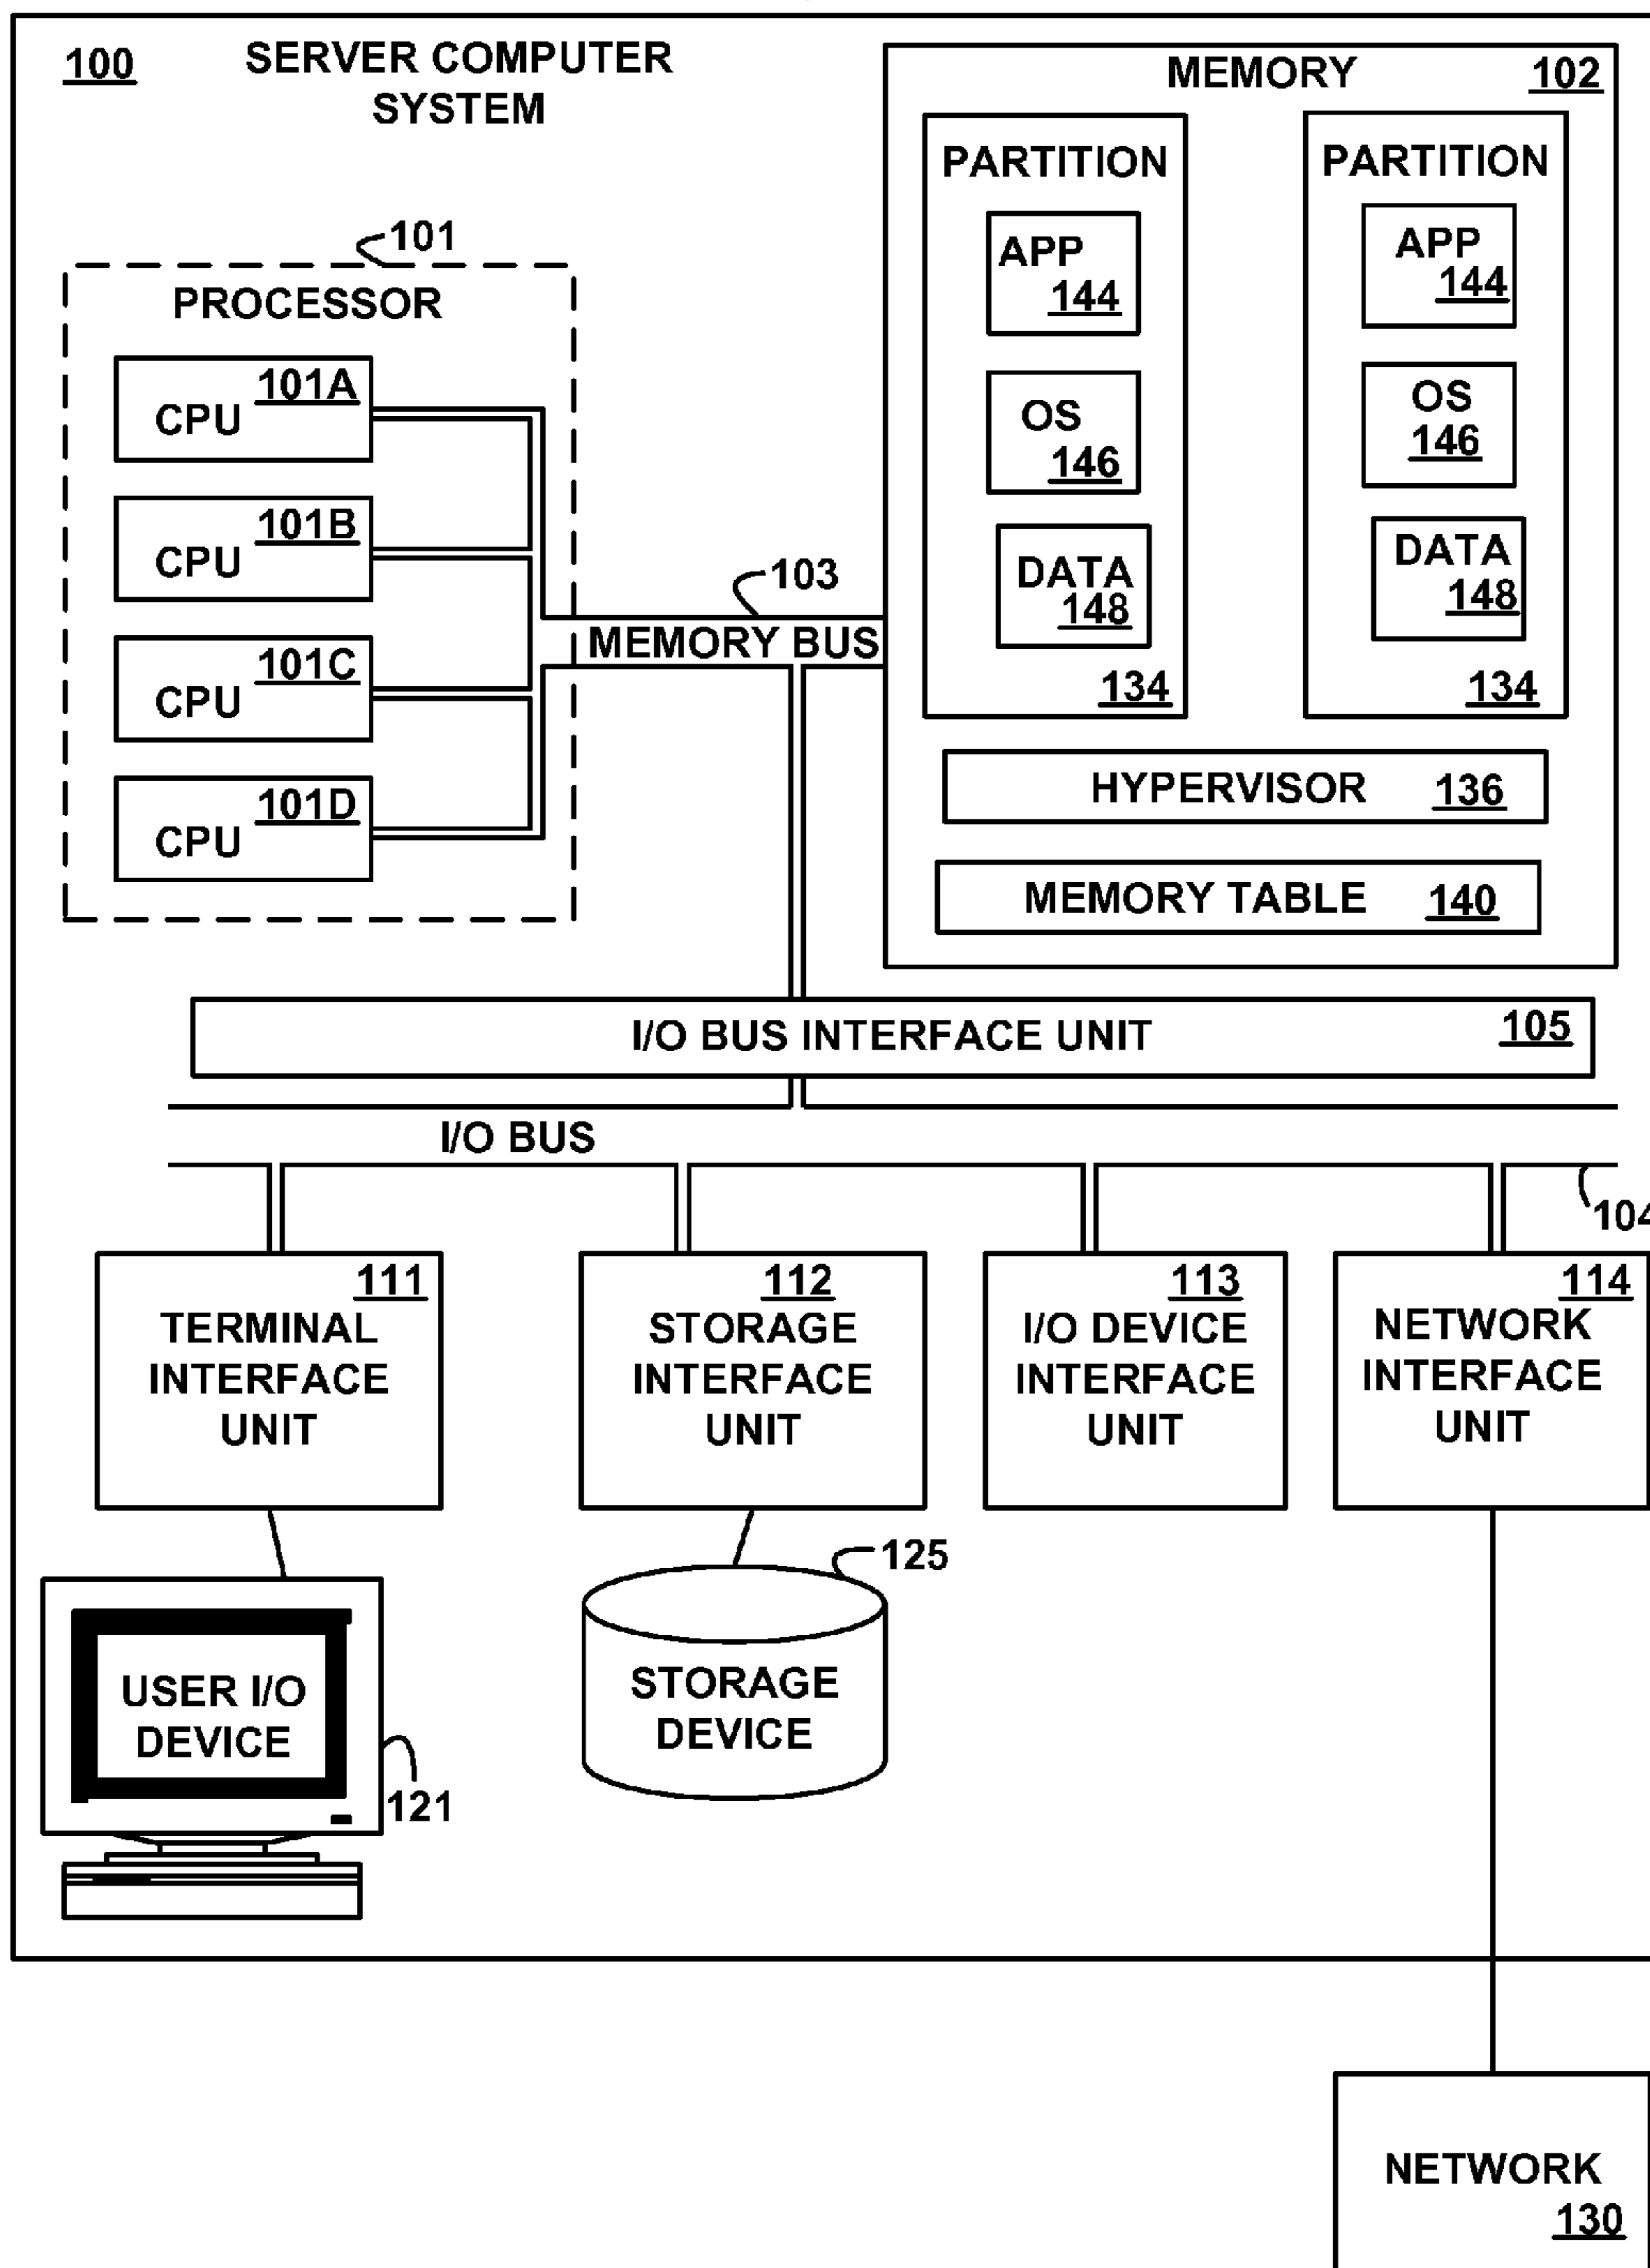 100
SERVER COMPUTER
SYSTEM
MEMORY
102
PARTITION
APP
144
OS
146
DATA
148
134
PARTITION
APP
144
OS
146
DATA
148
134
HYPERVISOR
136
MEMORY TABLE
140
101
PROCESSOR
101A
CPU
101B
CPU
101C
CPU
101D
CPU
103
MEMORY BUS
I/O BUS INTERFACE UNIT
105
I/O BUS
104
111
TERMINAL
INTERFACE
UNIT
112
STORAGE
INTERFACE
UNIT
113
I/O DEVICE
INTERFACE
UNIT
114
NETWORK
INTERFACE
UNIT
USER I/O
DEVICE
121
125
STORAGE
DEVICE
NETWORK
130